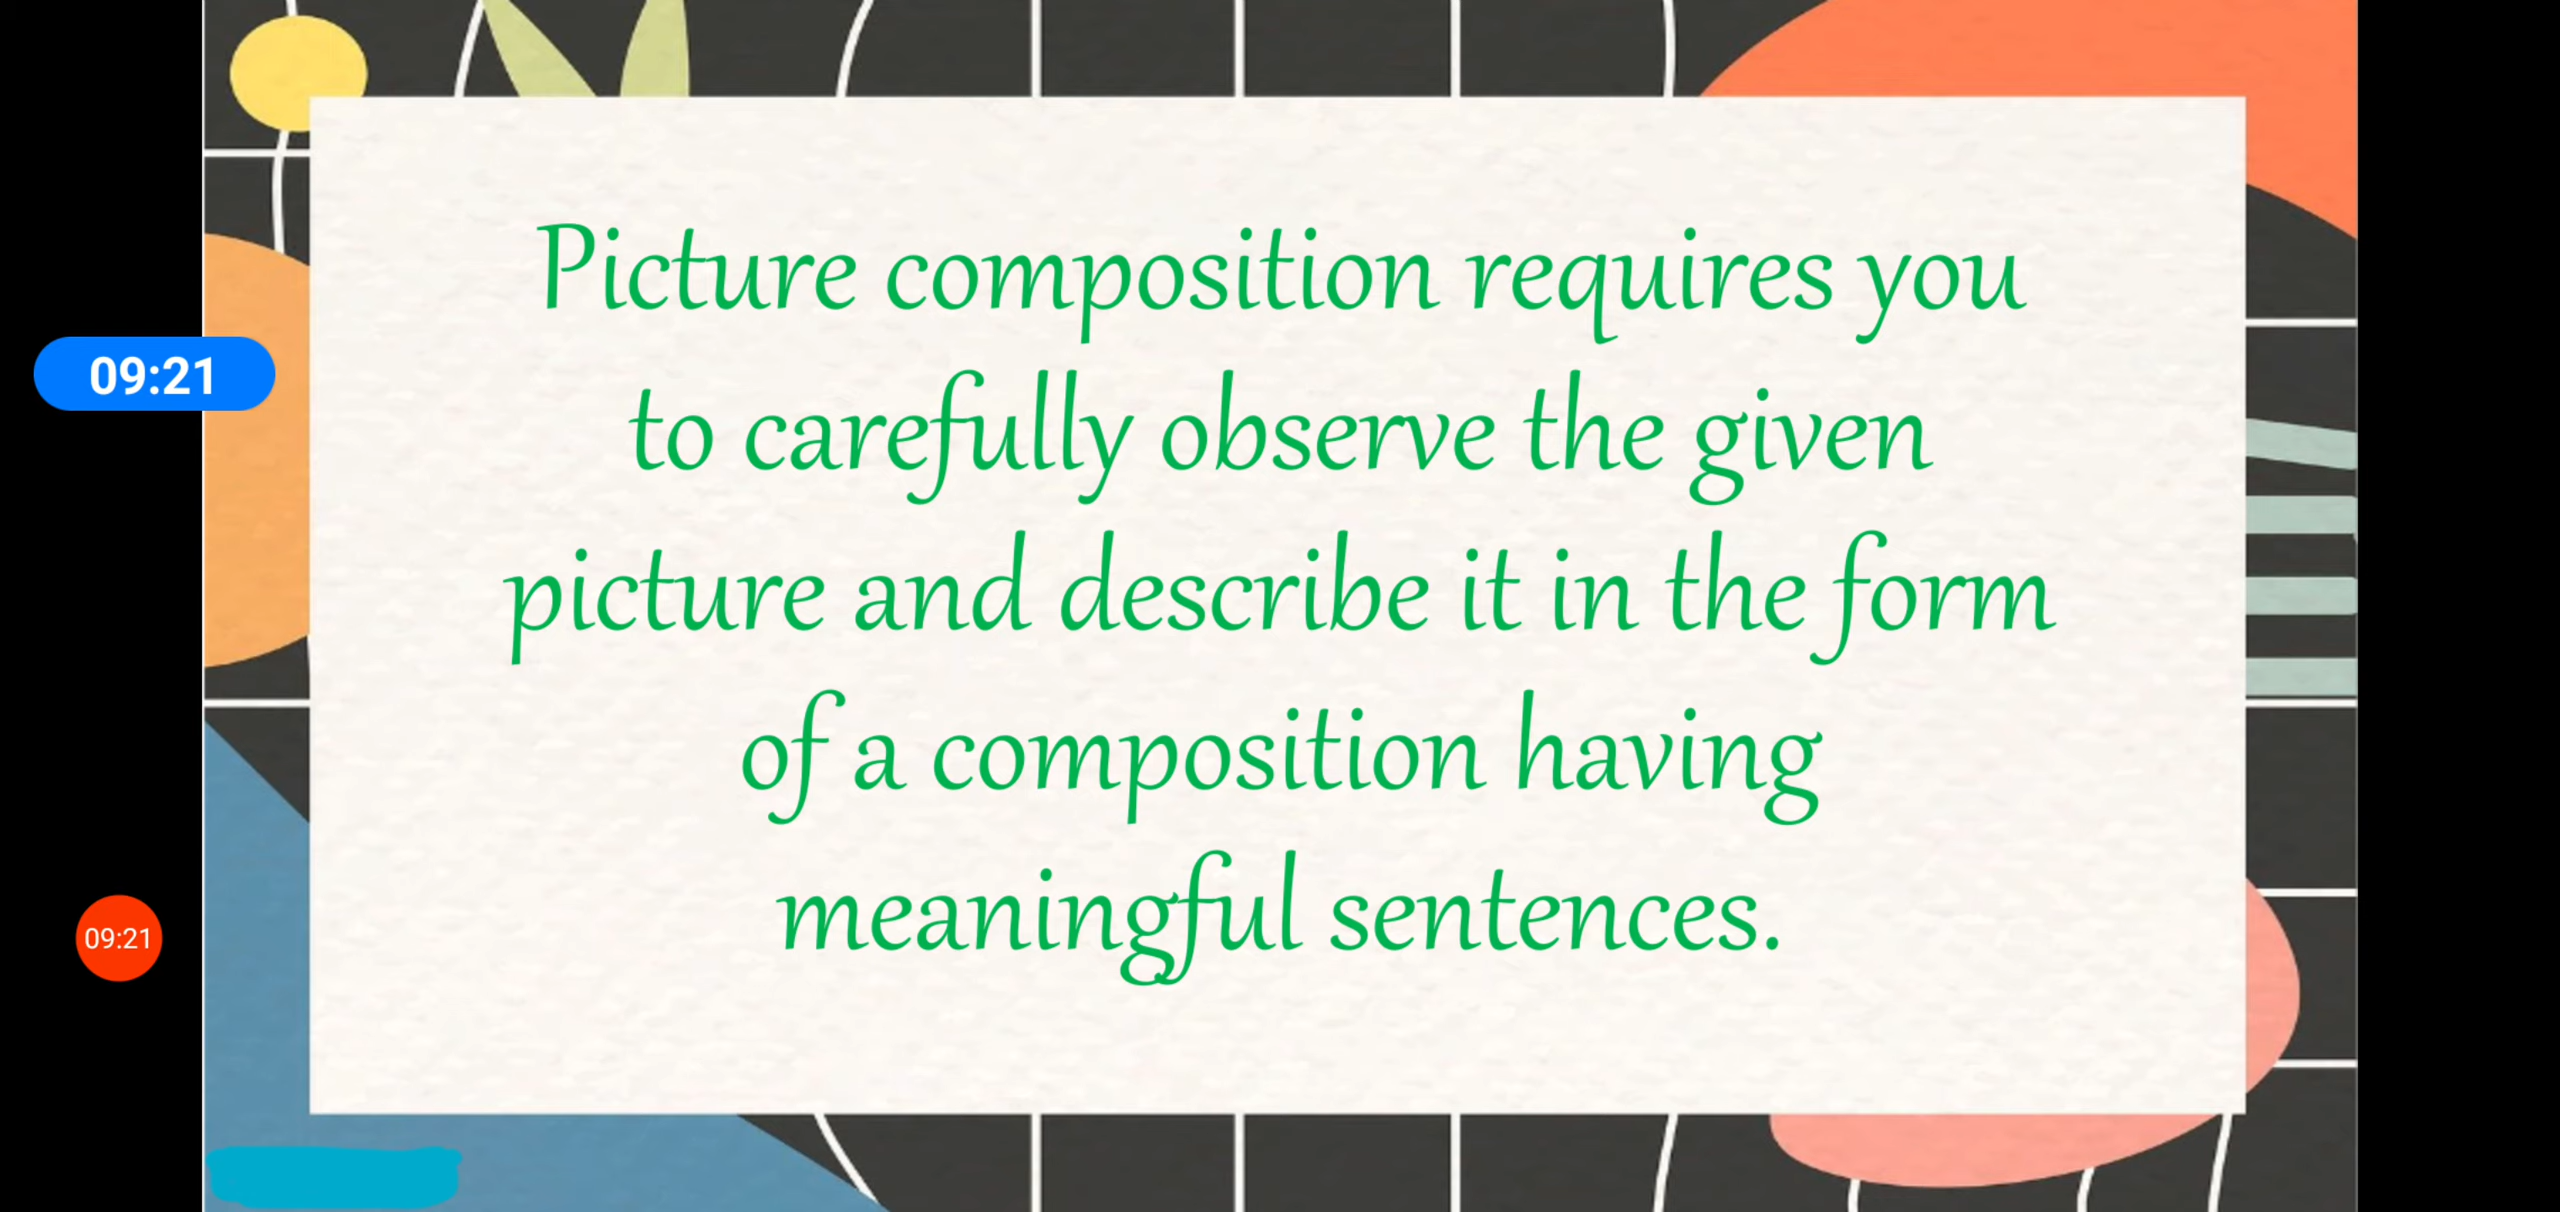 Picture composition requires you
to carefully observe the given
09:21
picture and describe it in the form
of a composition having
meaningful sentences.
09:21